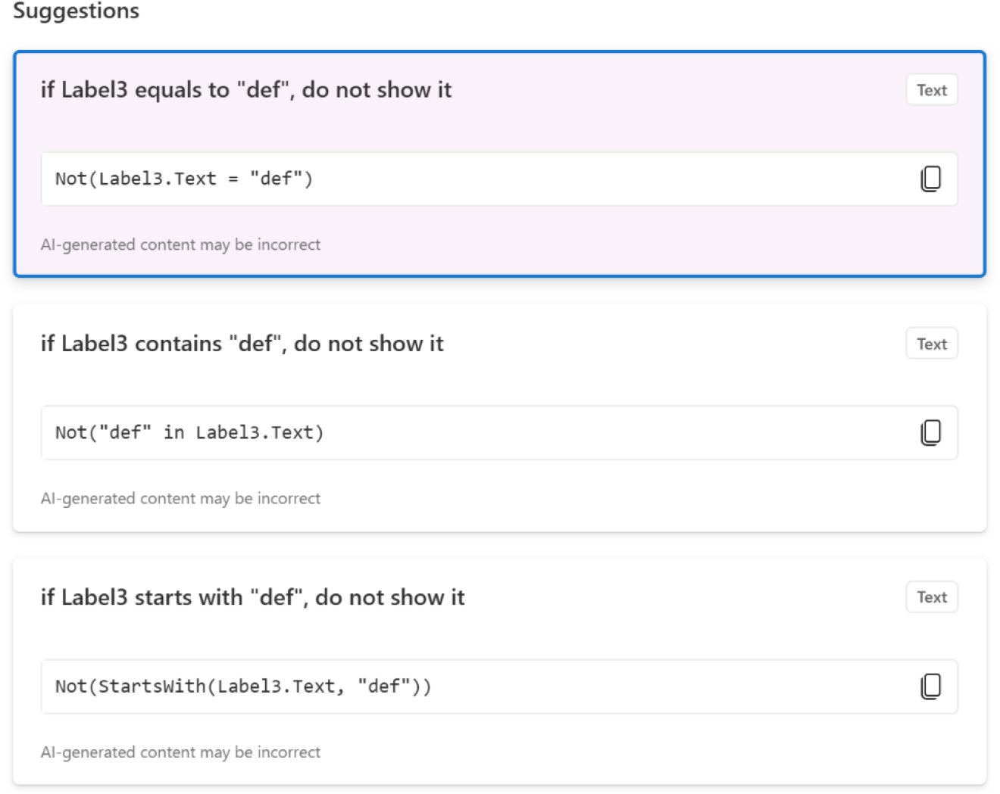 Suggestions
if Label3 equals to "def", do not show it
Text
Not(Label3.Text = "def")
AI-generated content may be incorrect
if Label3 contains "def", do not show it
Text
Not("def" in Label3.Text)
AI-generated content may be incorrect
if Label3 starts with "def", do not show it
Text
Not(StartsWith(Label3.Text, "def"))
AI-generated content may be incorrect